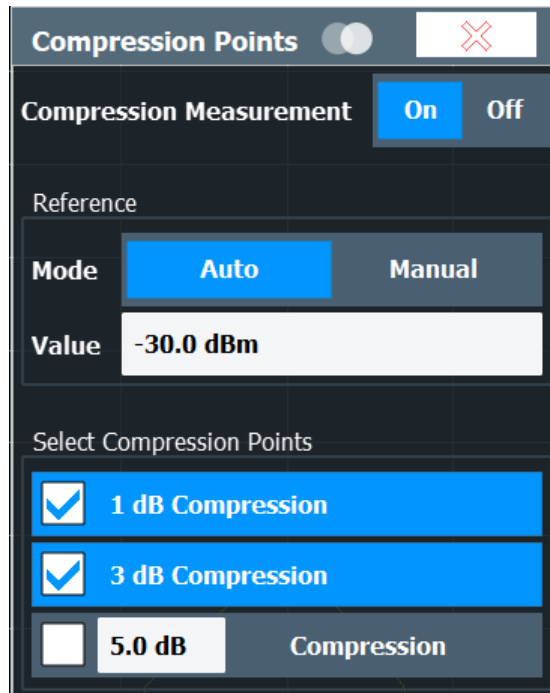 Compression Points
Compression Measurement On Off
Reference
Mode Auto Manual
Value -30.0 dBm
Select Compression Points
1 dB Compression
3 dB Compression
5.0 dB Compression